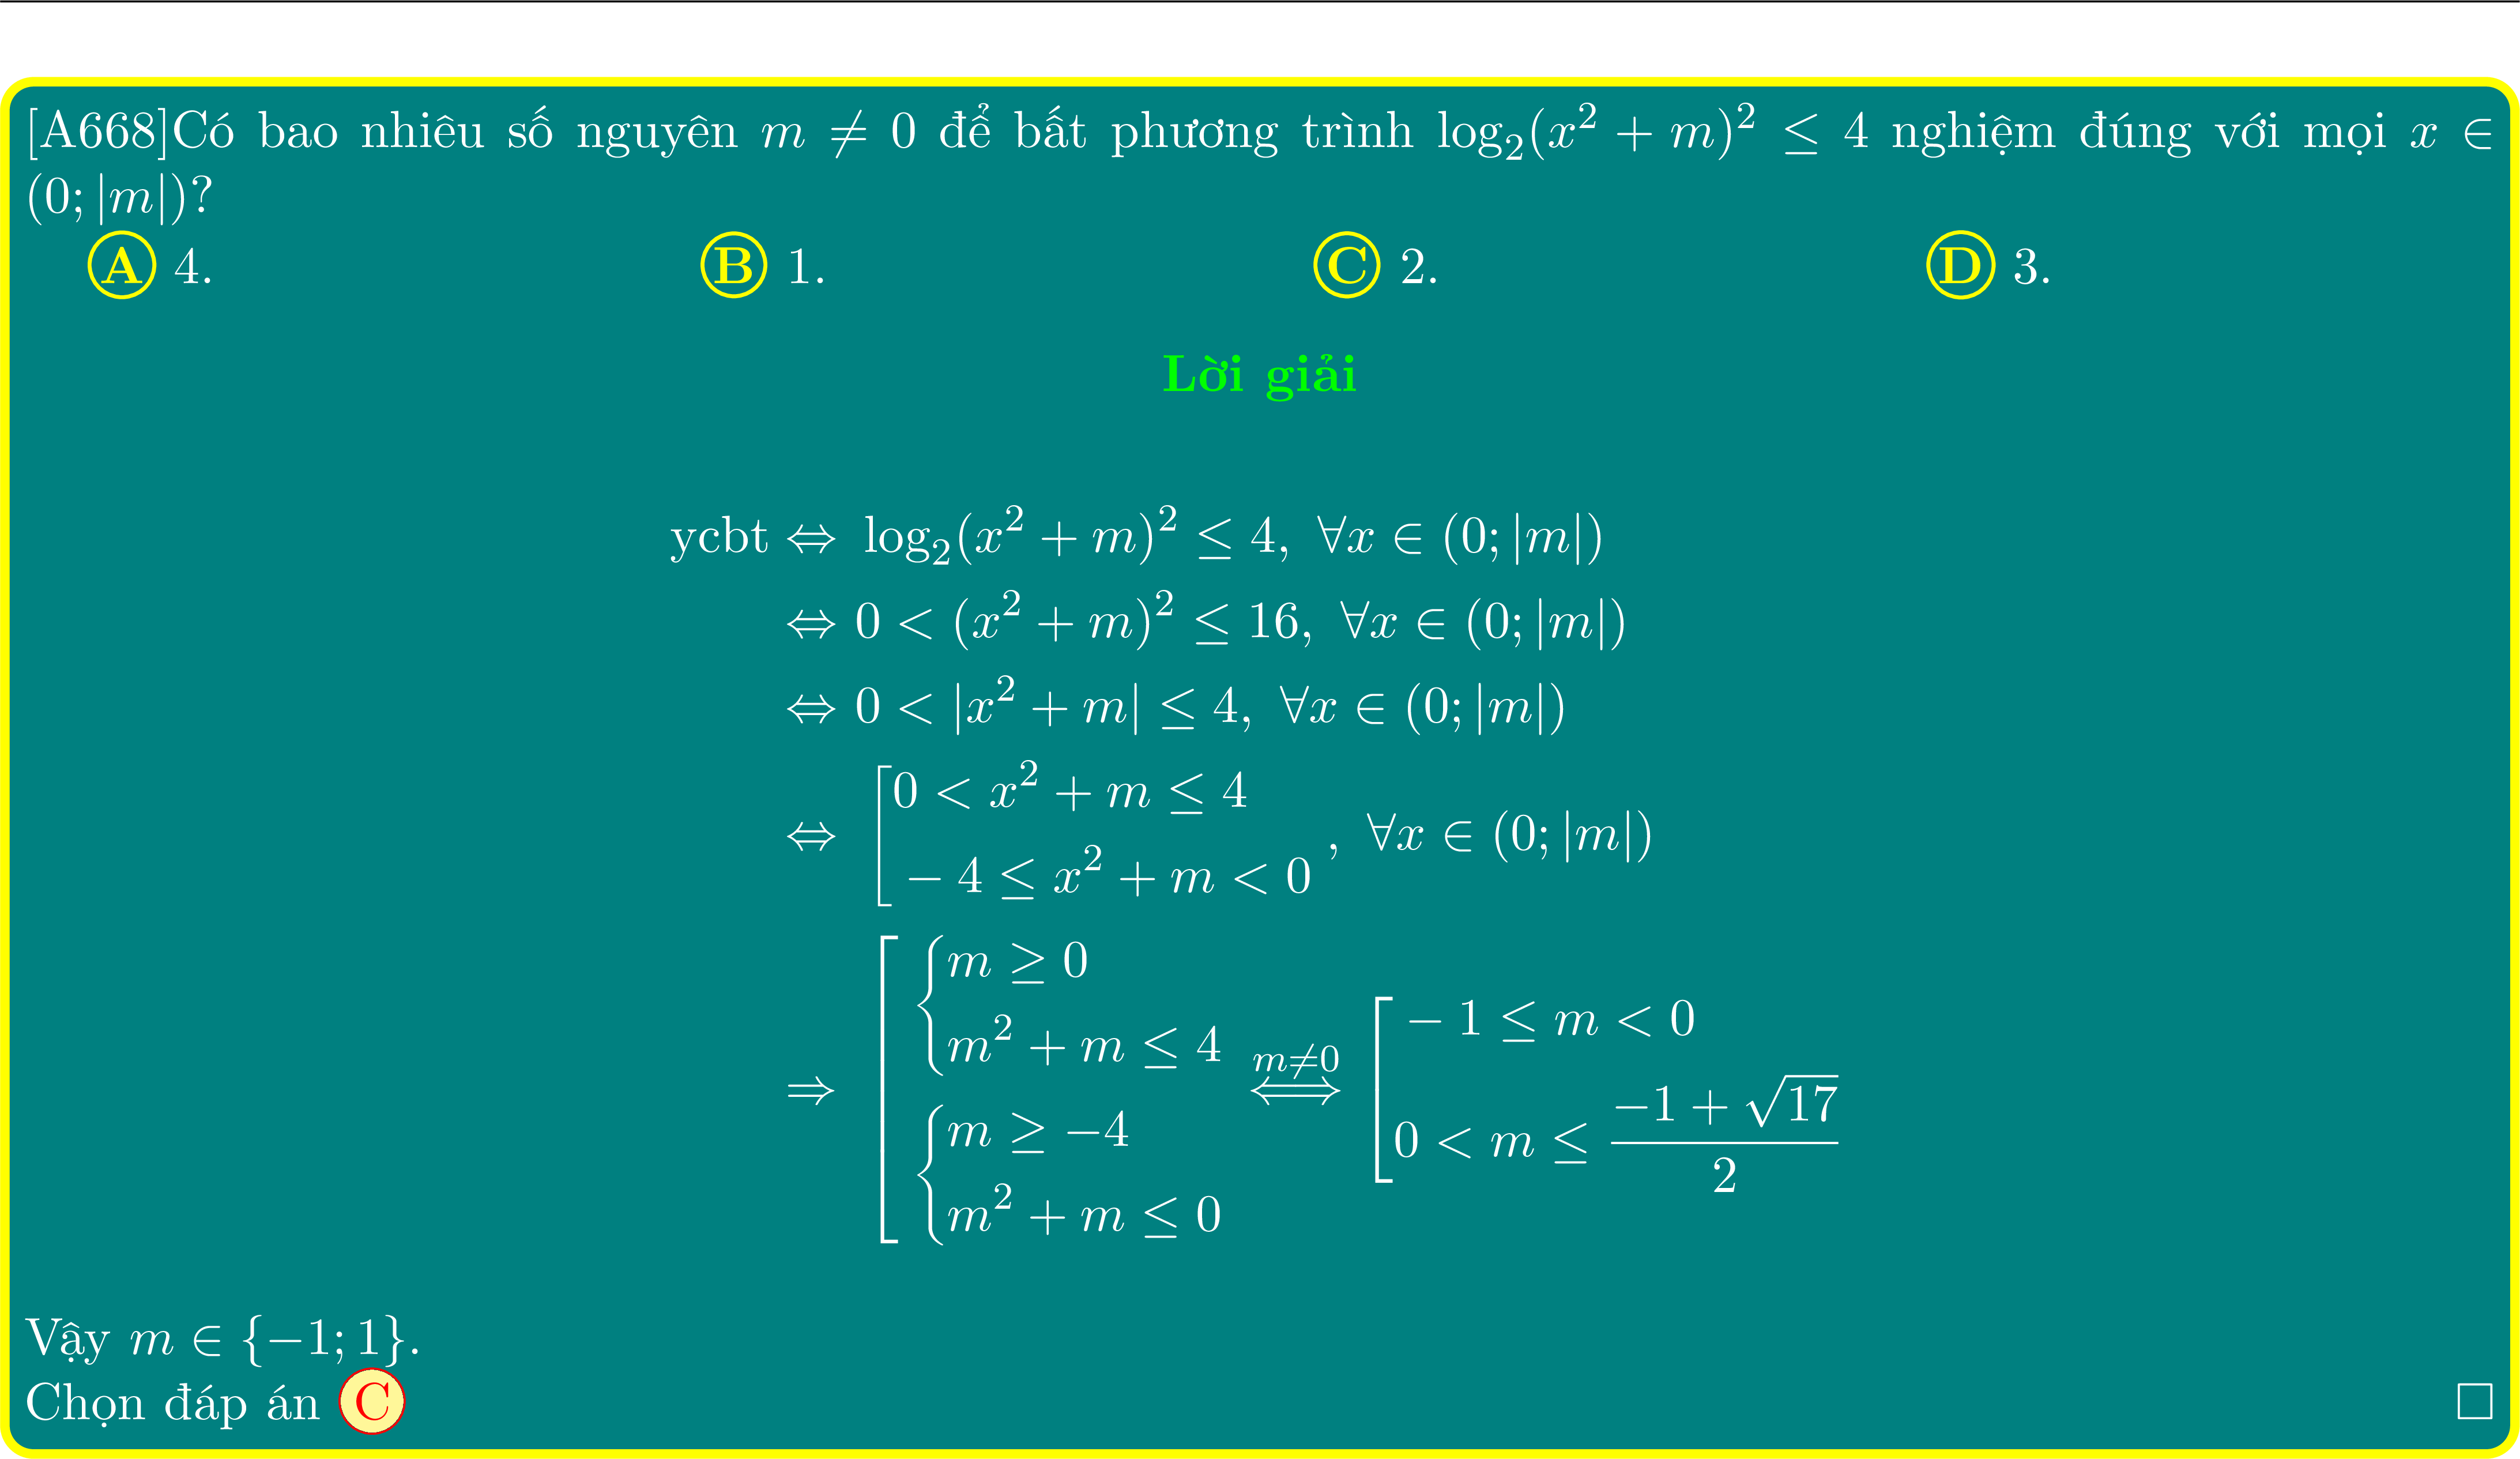 [A668]Có bao nhiêu số nguyên $m \neq 0$ để bất phương trình $\log_2(x^2 + m)^2 \leq 4$ nghiệm đúng với mọi $x \in$
$(0; |m|)$?
Ⓐ 4. Ⓑ 1. Ⓒ 2. Ⓓ 3.
Lời giải
ycbt $\Leftrightarrow \log_2(x^2 + m)^2 \leq 4, \ \forall x \in (0; |m|)$
$\Leftrightarrow 0 < (x^2 + m)^2 \leq 16, \ \forall x \in (0; |m|)$
$\Leftrightarrow 0 < |x^2 + m| \leq 4, \ \forall x \in (0; |m|)$
$\Leftrightarrow \left[\begin{array}{l} 0 < x^2 + m \leq 4 \\ -4 \leq x^2 + m < 0 \end{array}\right., \ \forall x \in (0; |m|)$
$\Rightarrow \left[\begin{array}{l} \begin{cases} m \geq 0 \\ m^2 + m \leq 4 \end{cases} \\ \begin{cases} m \geq -4 \\ m^2 + m \leq 0 \end{cases} \end{array}\right. \stackrel{m \neq 0}{\Longleftrightarrow} \left[\begin{array}{l} -1 \leq m < 0 \\ 0 < m \leq \dfrac{-1 + \sqrt{17}}{2} \end{array}\right.$
Vậy $m \in \{-1; 1\}$.
Chọn đáp án Ⓒ □